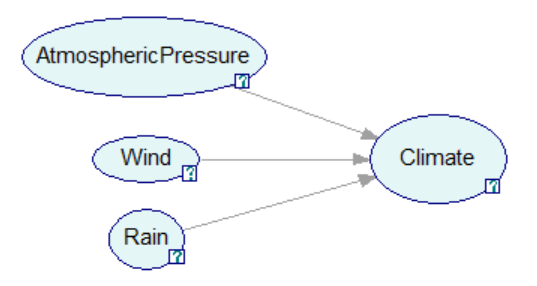 AtmosphericPressure
?
Wind
?
Climate
?
Rain
?